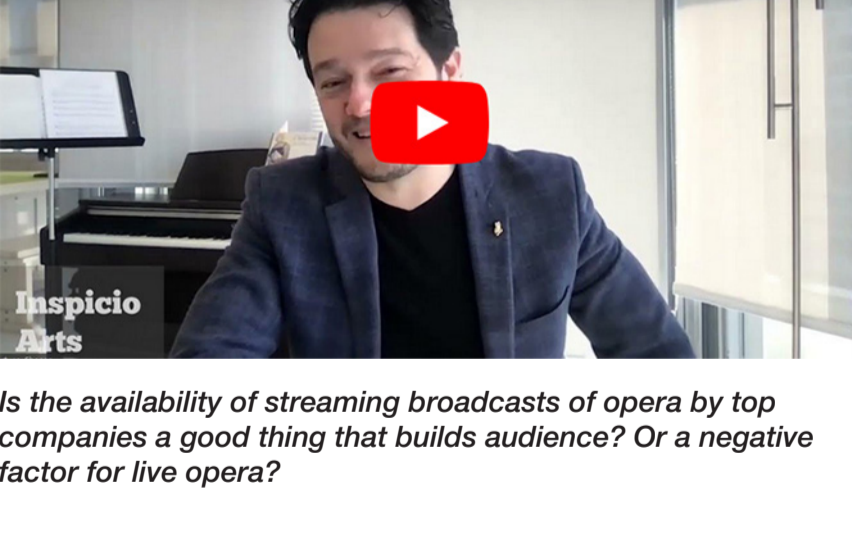 Inspicio
Arts
Is the availability of streaming broadcasts of opera by top
companies a good thing that builds audience? Or a negative
factor for live opera?